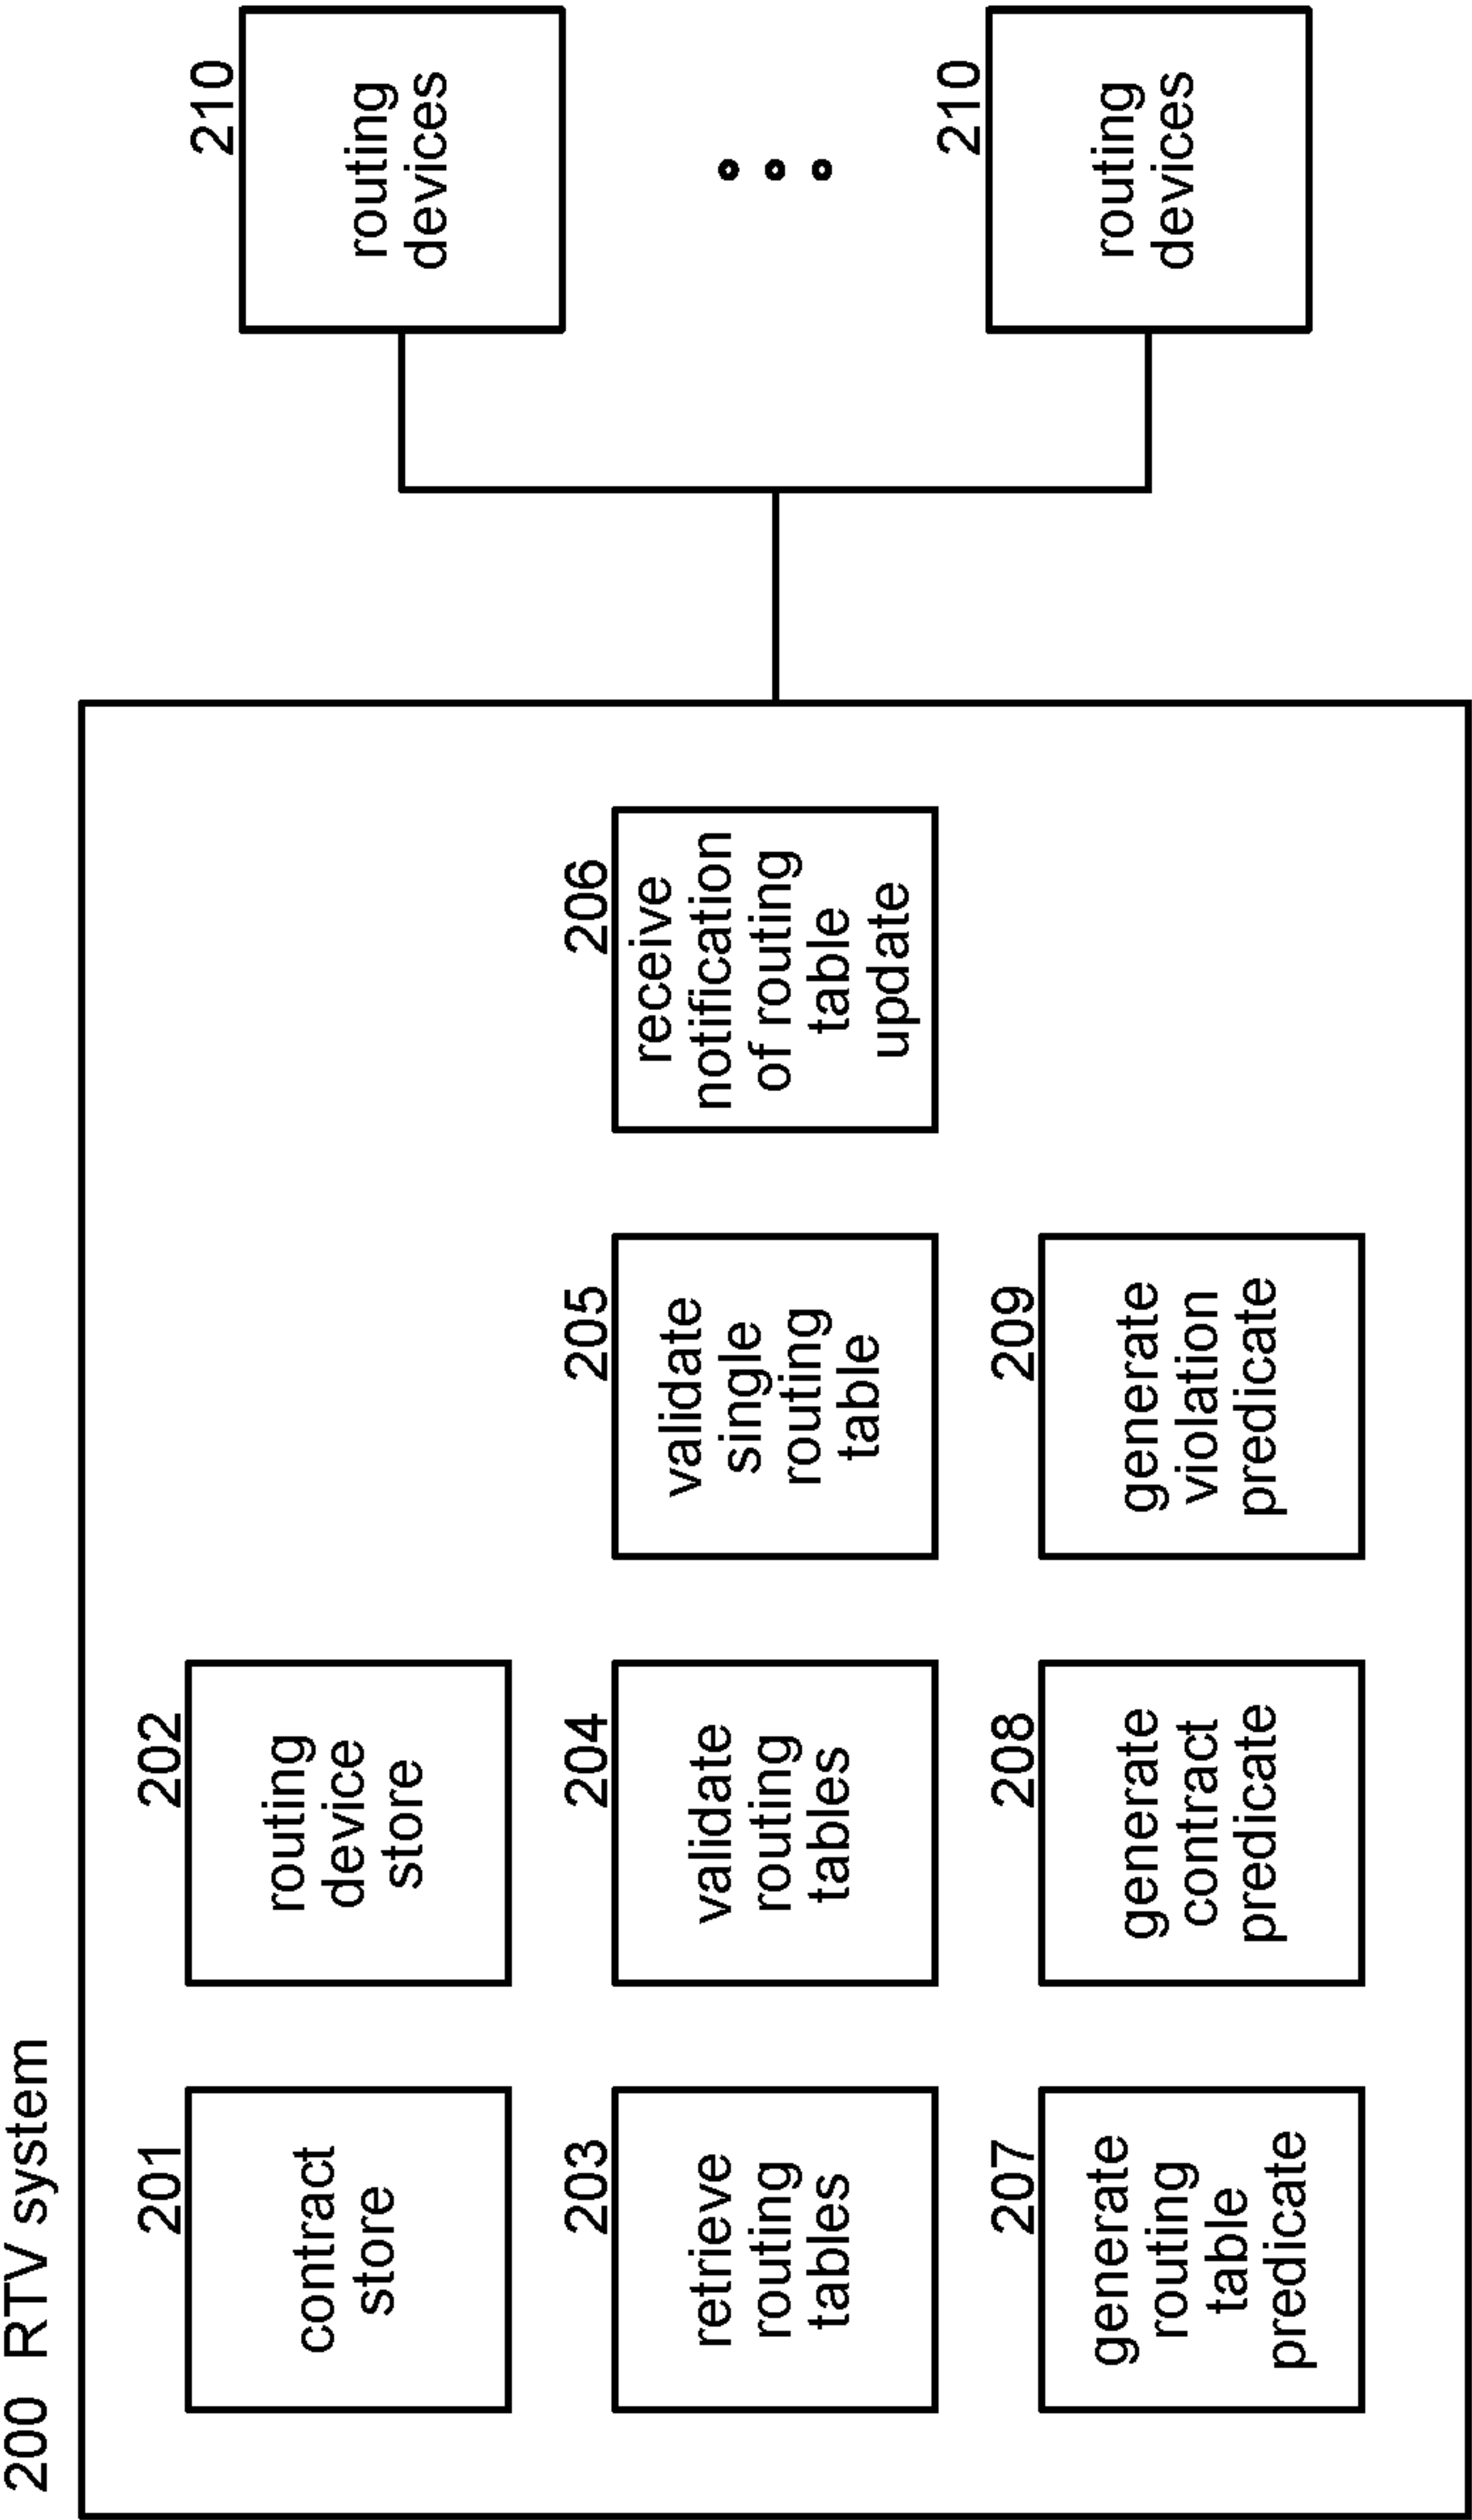 200 RTV system
201
contract
store
202
routing
device
store
203
retrieve
routing
tables
204
validate
routing
tables
205
validate
single
routing
table
206
receive
notification
of routing
table
update
207
generate
routing
table
predicate
208
generate
contract
predicate
209
generate
violation
predicate
210
routing
devices
210
routing
devices